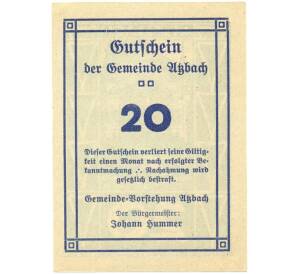 Gutschein
der Gemeinde Atzbach
20
Dieser Gutschein verliert seine Giltig-
keit einen Monat nach erfolgter Be-
kanntmachung ∴ Nachahmung wird
gesetzlich bestraft.
Gemeinde-Vorstehung Atzbach
Der Bürgermeister:
Johann Hummer